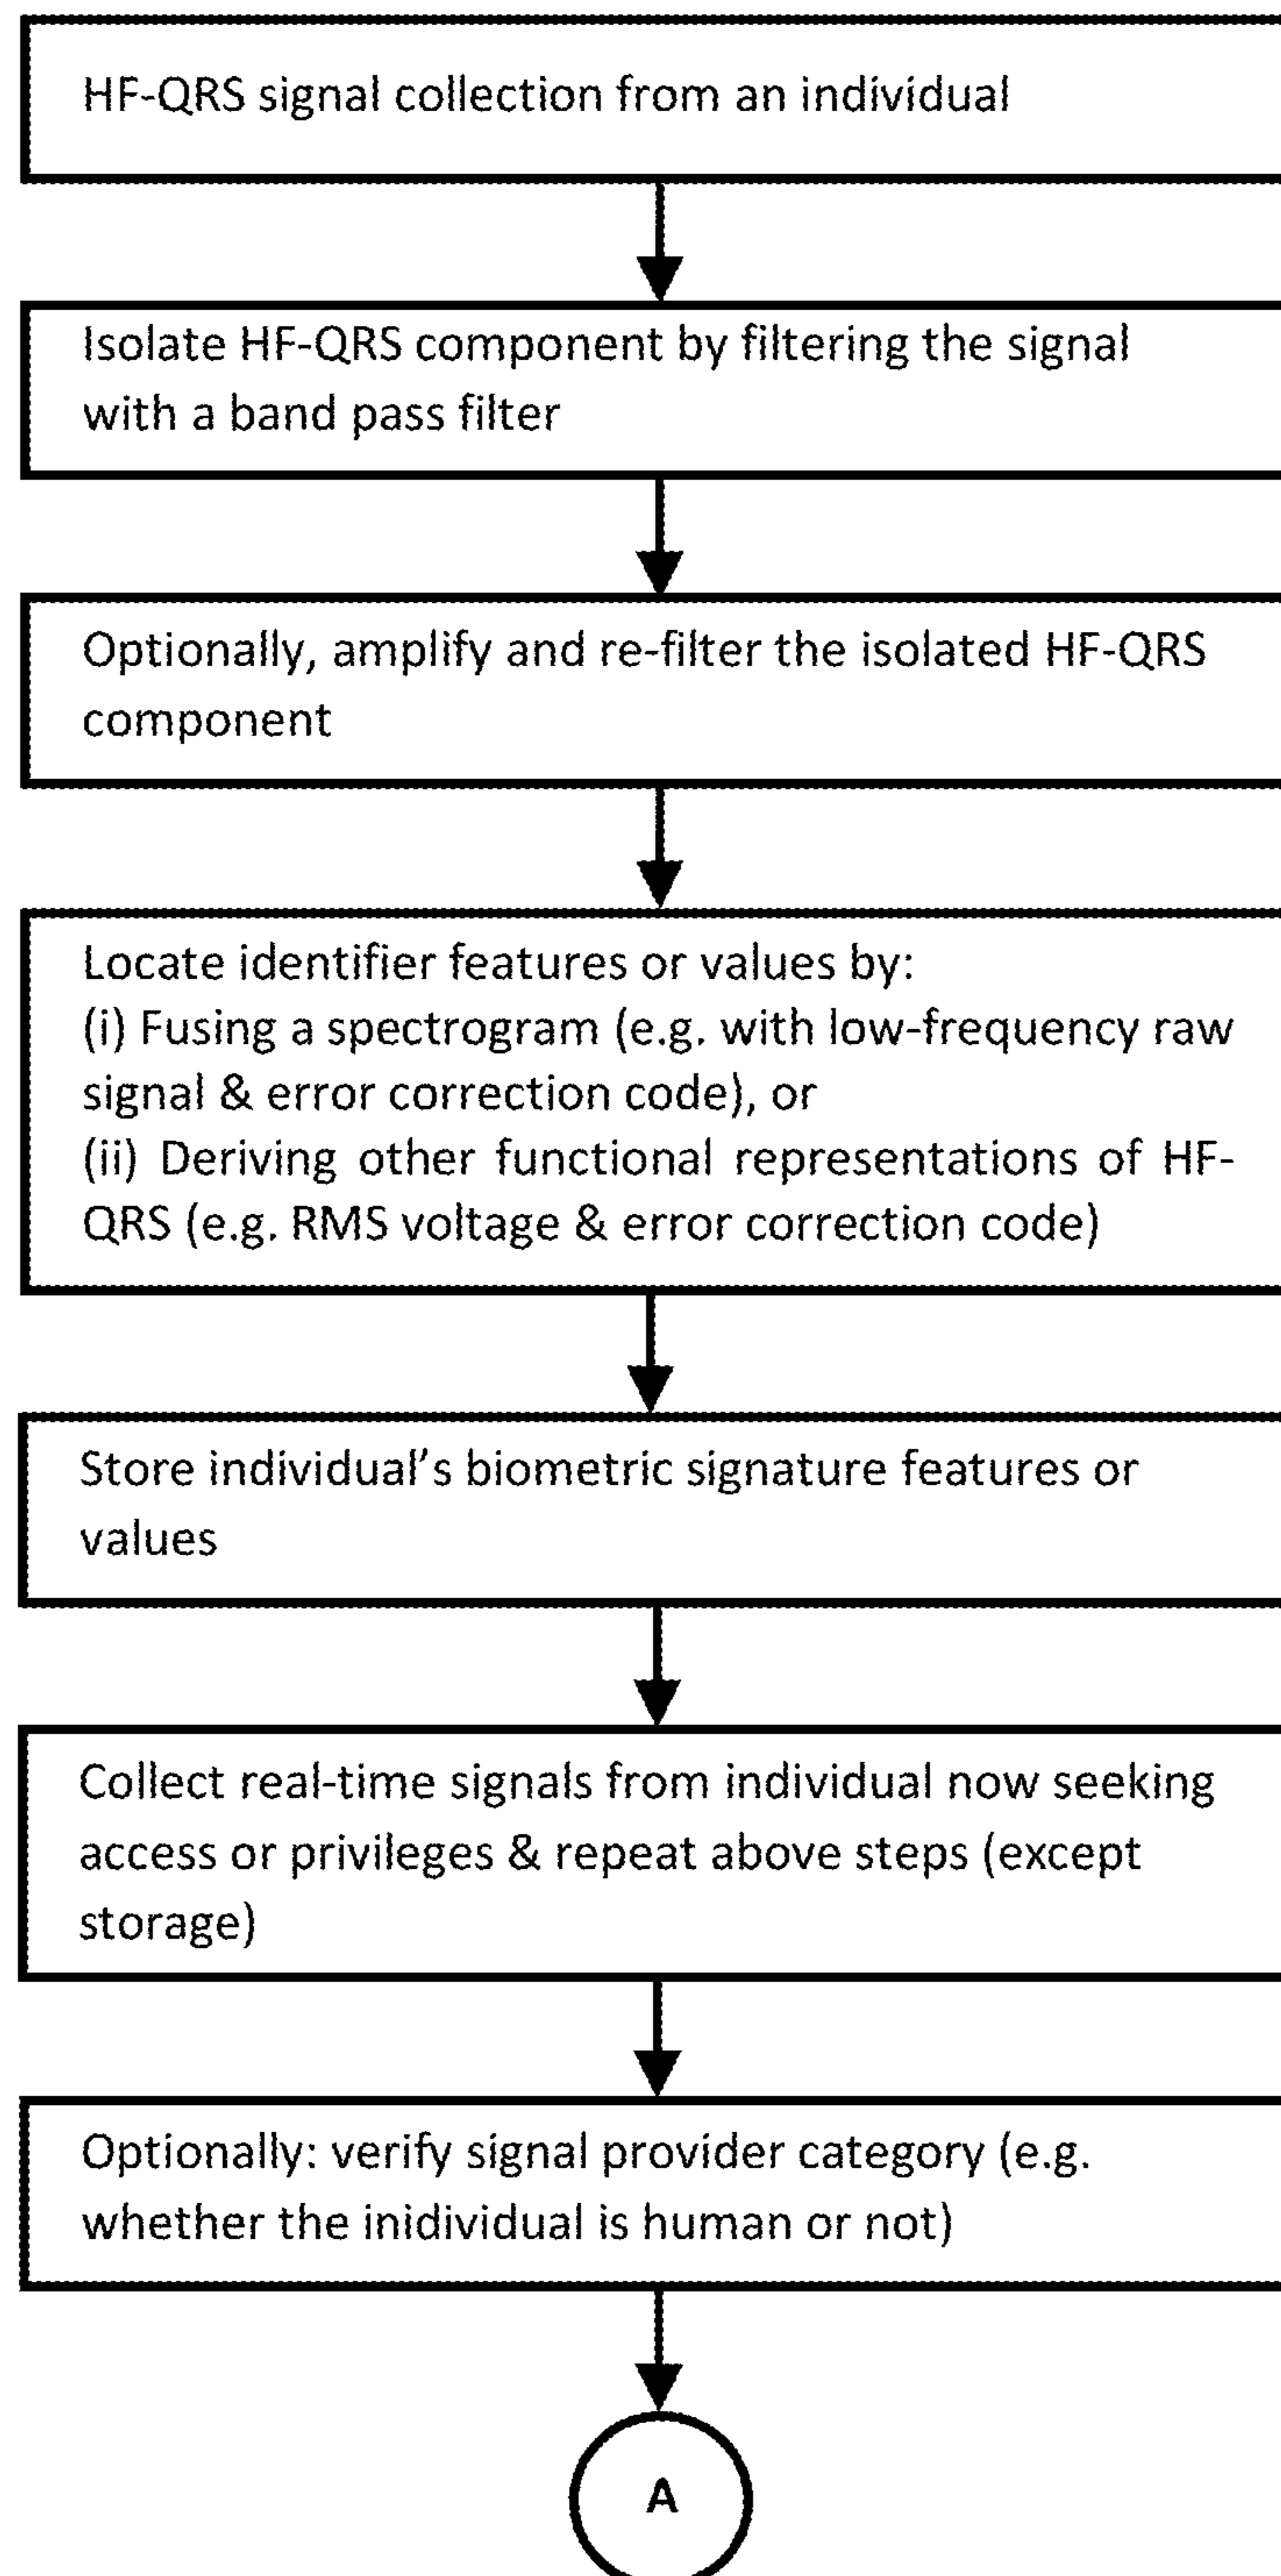 HF-QRS signal collection from an individual
Isolate HF-QRS component by filtering the signal
with a band pass filter
Optionally, amplify and re-filter the isolated HF-QRS
component
Locate identifier features or values by:
(i) Fusing a spectrogram (e.g. with low-frequency raw
signal & error correction code), or
(ii) Deriving other functional representations of HF-
QRS (e.g. RMS voltage & error correction code)
Store individual’s biometric signature features or
values
Collect real-time signals from individual now seeking
access or privileges & repeat above steps (except
storage)
Optionally: verify signal provider category (e.g.
whether the inidividual is human or not)
A